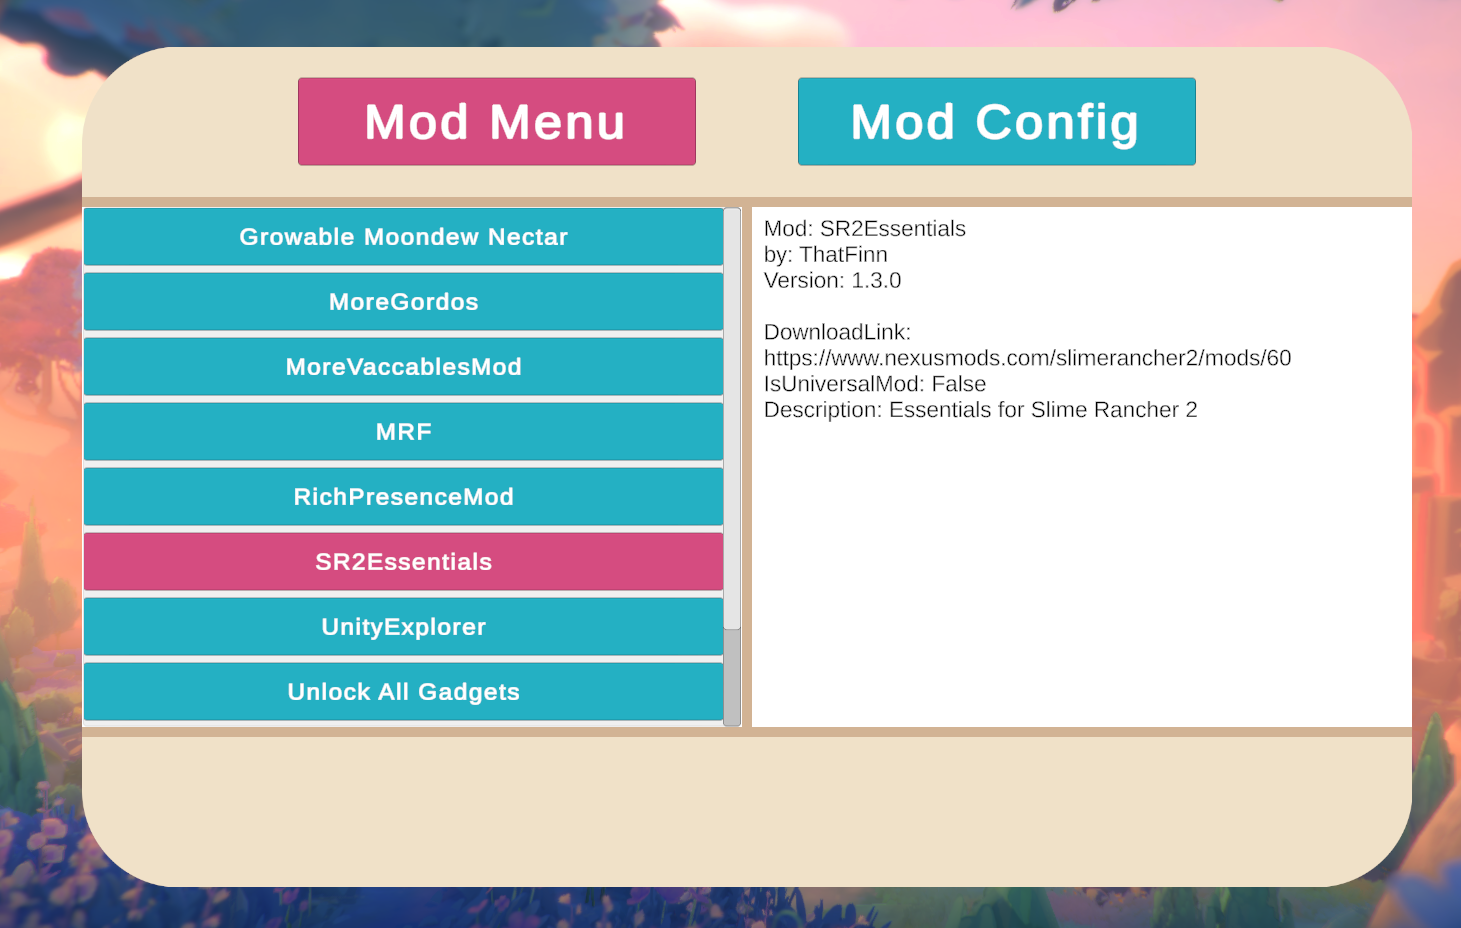 Mod Menu
Mod Config
Growable Moondew Nectar
MoreGordos
MoreVaccablesMod
MRF
RichPresenceMod
SR2Essentials
UnityExplorer
Unlock All Gadgets
Mod: SR2Essentials
by: ThatFinn
Version: 1.3.0
DownloadLink:
https://www.nexusmods.com/slimerancher2/mods/60
IsUniversalMod: False
Description: Essentials for Slime Rancher 2